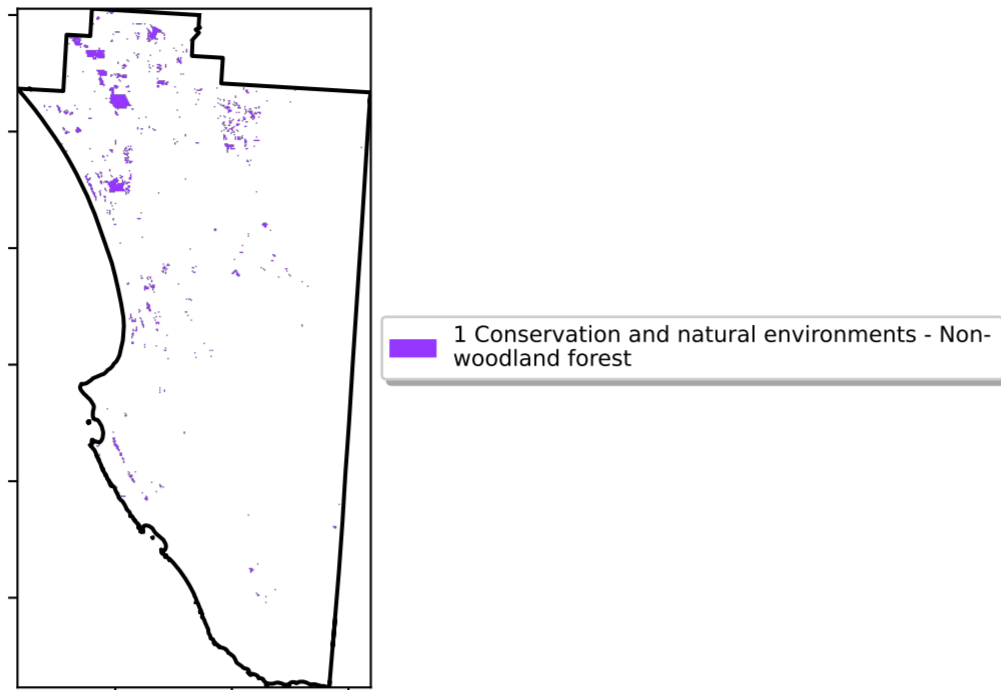 1 Conservation and natural environments - Non-
woodland forest